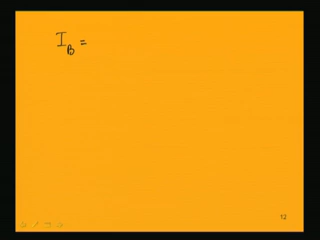 I_B =
12